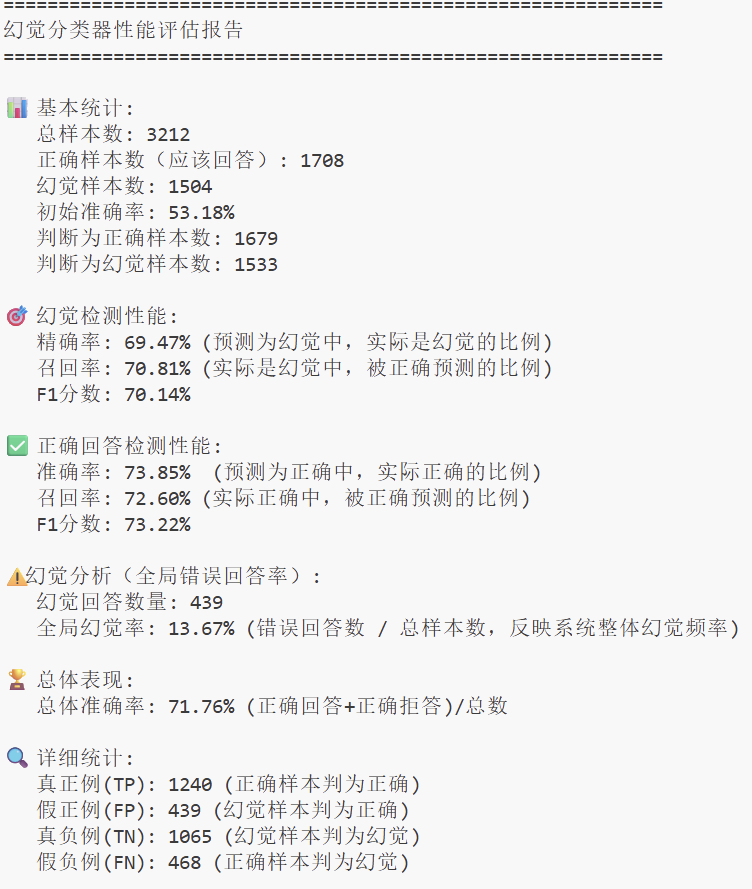 ============================================================
幻觉分类器性能评估报告
============================================================
📊 基本统计:
总样本数: 3212
正确样本数（应该回答）: 1708
幻觉样本数: 1504
初始准确率: 53.18%
判断为正确样本数: 1679
判断为幻觉样本数: 1533
🎯 幻觉检测性能:
精确率: 69.47% (预测为幻觉中, 实际是幻觉的比例)
召回率: 70.81% (实际是幻觉中, 被正确预测的比例)
F1分数: 70.14%
✅ 正确回答检测性能:
准确率: 73.85%  (预测为正确中, 实际正确的比例)
召回率: 72.60% (实际正确中, 被正确预测的比例)
F1分数: 73.22%
⚠️幻觉分析（全局错误回答率）:
幻觉回答数量: 439
全局幻觉率: 13.67% (错误回答数 / 总样本数, 反映系统整体幻觉频率)
🏆 总体表现:
总体准确率: 71.76% (正确回答+正确拒答)/总数
🔍 详细统计:
真正例(TP): 1240 (正确样本判为正确)
假正例(FP): 439 (幻觉样本判为正确)
真负例(TN): 1065 (幻觉样本判为幻觉)
假负例(FN): 468 (正确样本判为幻觉)